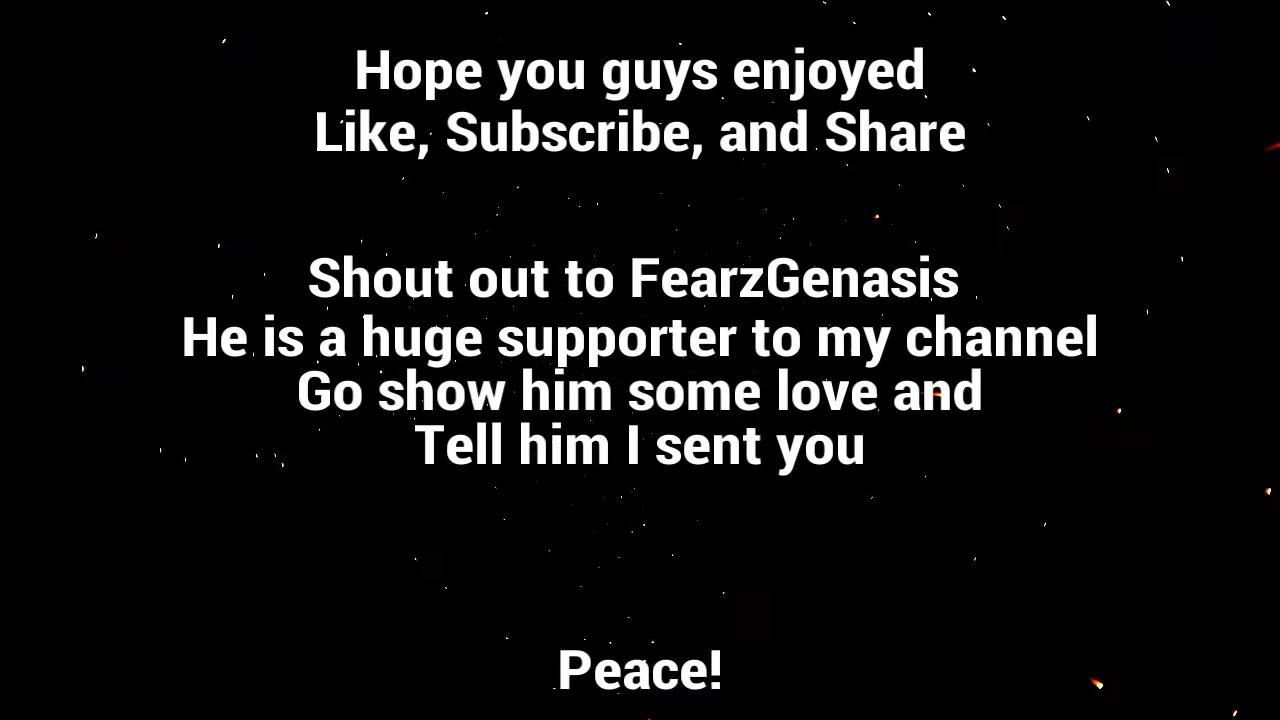 Hope you guys enjoyed
Like, Subscribe, and Share
Shout out to FearzGenasis
He is a huge supporter to my channel
Go show him some love and
Tell him I sent you
Peace!